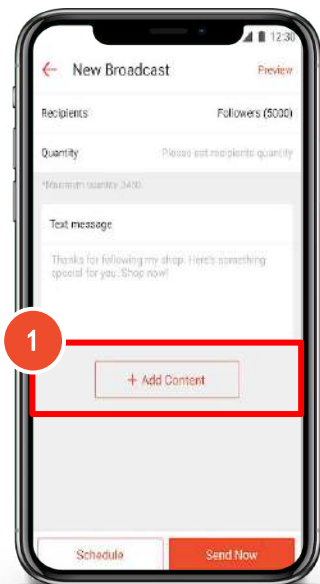 12:30
← New Broadcast Preview
Recipients Followers (5000)
Quantity Please set recipients quantity
*Maximum quantity: 3450
Text message
Thanks for following my shop. Here's something
special for you. Shop now!
1
+ Add Content
Schedule Send Now